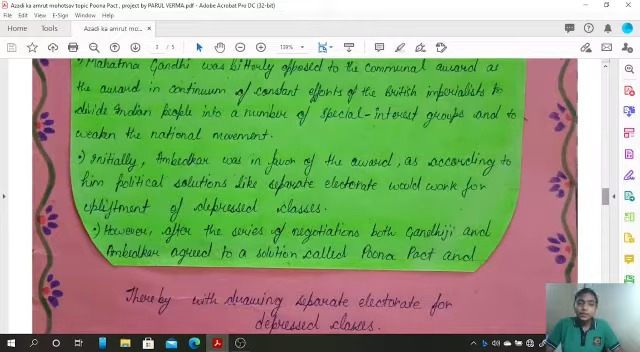 Azadi ka amrut mohotsav topic Poona Pact , project by PARUL VERMA.pdf - Adobe Acrobat Pro DC (32-bit)
File Edit View E-Sign Window Help
Home Tools Azadi ka amrut mo...
/ 5
139%
Mahatma Gandhi was bitterly opposed to the communal award as
the award in continuum of constant efforts of the British imperialists to
divide Indian people into a number of special-interest groups and to
weaken the national movement.
•) Initially, Ambedkar was in favor of the award, as according to
him political solutions like separate electorate would work for
upliftment of depressed classes.
•) However, after the series of negotiations both Gandhiji and
Ambedkar agreed to a solution called Poona Pact and
Thereby with drawing separate electorate for
depressed classes.
ENG